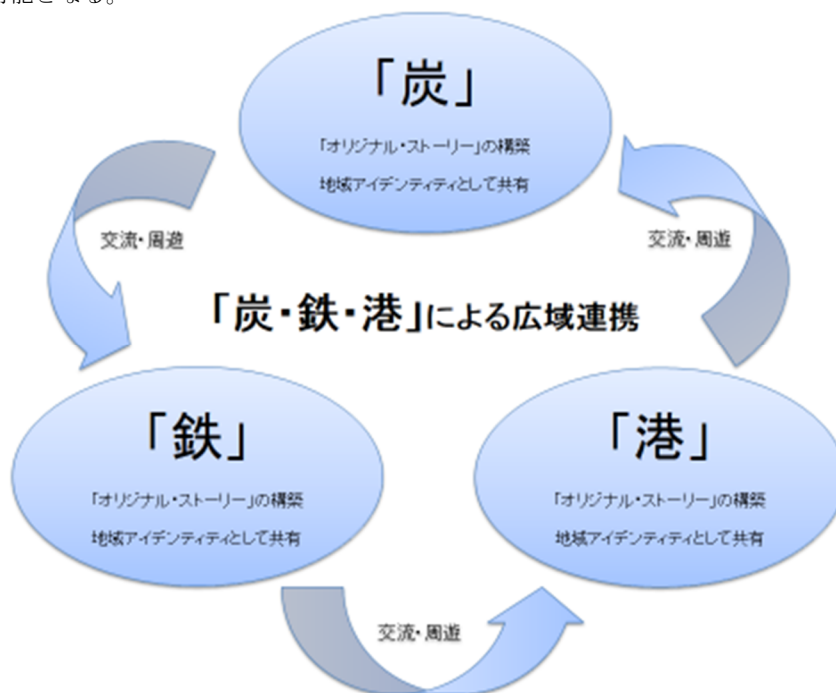 「炭」
「オリジナル・ストーリー」の構築
地域アイデンティティとして共有
交流・周遊
交流・周遊
「炭・鉄・港」による広域連携
「鉄」
「オリジナル・ストーリー」の構築
地域アイデンティティとして共有
「港」
「オリジナル・ストーリー」の構築
地域アイデンティティとして共有
交流・周遊